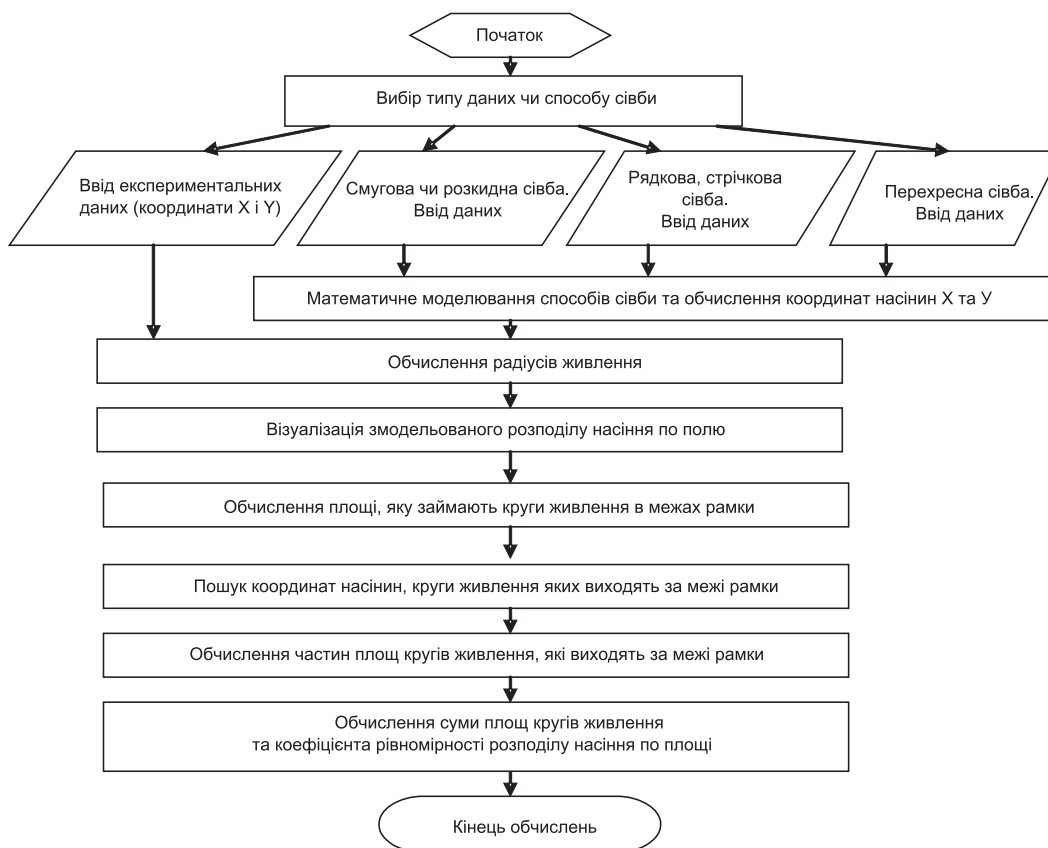 Початок
Вибір типу даних чи способу сівби
Ввід експериментальних
даних (координати X і Y)
Смугова чи розкидна сівба.
Ввід даних
Рядкова, стрічкова
сівба.
Ввід даних
Перехресна сівба.
Ввід даних
Математичне моделювання способів сівби та обчислення координат насінин Х та У
Обчислення радіусів живлення
Візуалізація змодельованого розподілу насіння по полю
Обчислення площі, яку займають круги живлення в межах рамки
Пошук координат насінин, круги живлення яких виходять за межі рамки
Обчислення частин площ кругів живлення, які виходять за межі рамки
Обчислення суми площ кругів живлення
та коефіцієнта рівномірності розподілу насіння по площі
Кінець обчислень